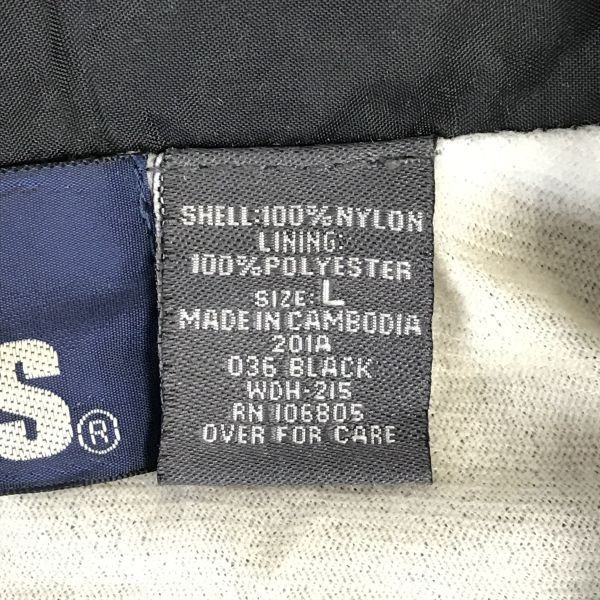 SHELL:100%NYLON
LINING:
100%POLYESTER
SIZE: L
MADE IN CAMBODIA
201A
036 BLACK
WDH-215
RN 106805
OVER FOR CARE
S®